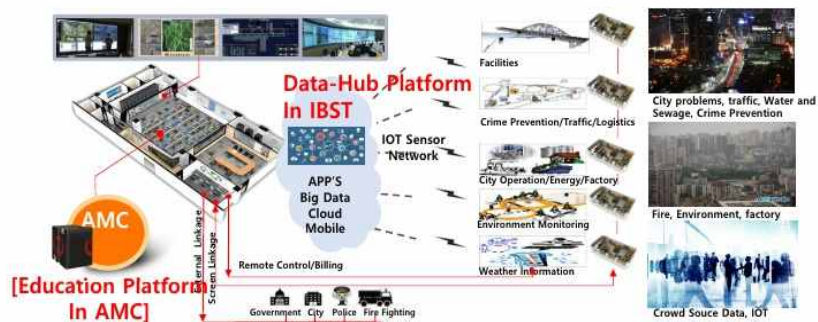 Data-Hub Platform
In IBST
IOT Sensor
Network
APP'S
Big Data
Cloud
Mobile
AMC
[Education Platform
In AMC]
ernal Linkage
Screen Linkage
Remote Control/Billing
Government City Police Fire Fighting
Facilities
Crime Prevention/Traffic/Logistics
City Operation/Energy/Factory
Environment Monitoring
Weather Information
City problems, traffic, Water and
Sewage, Crime Prevention
Fire, Environment, factory
Crowd Souce Data, IOT